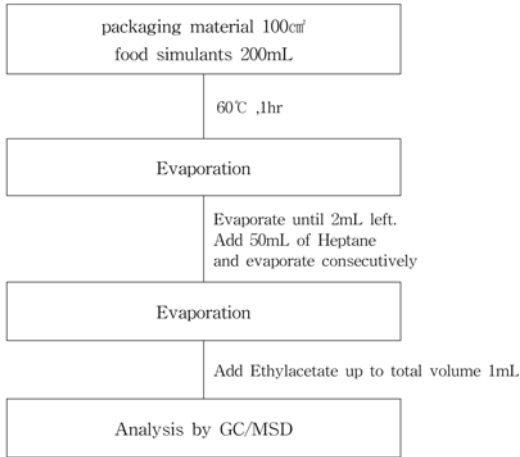 packaging material 100㎠
food simulants 200mL
60℃ ,1hr
Evaporation
Evaporate until 2mL left.
Add 50mL of Heptane
and evaporate consecutively
Evaporation
Add Ethylacetate up to total volume 1mL
Analysis by GC/MSD